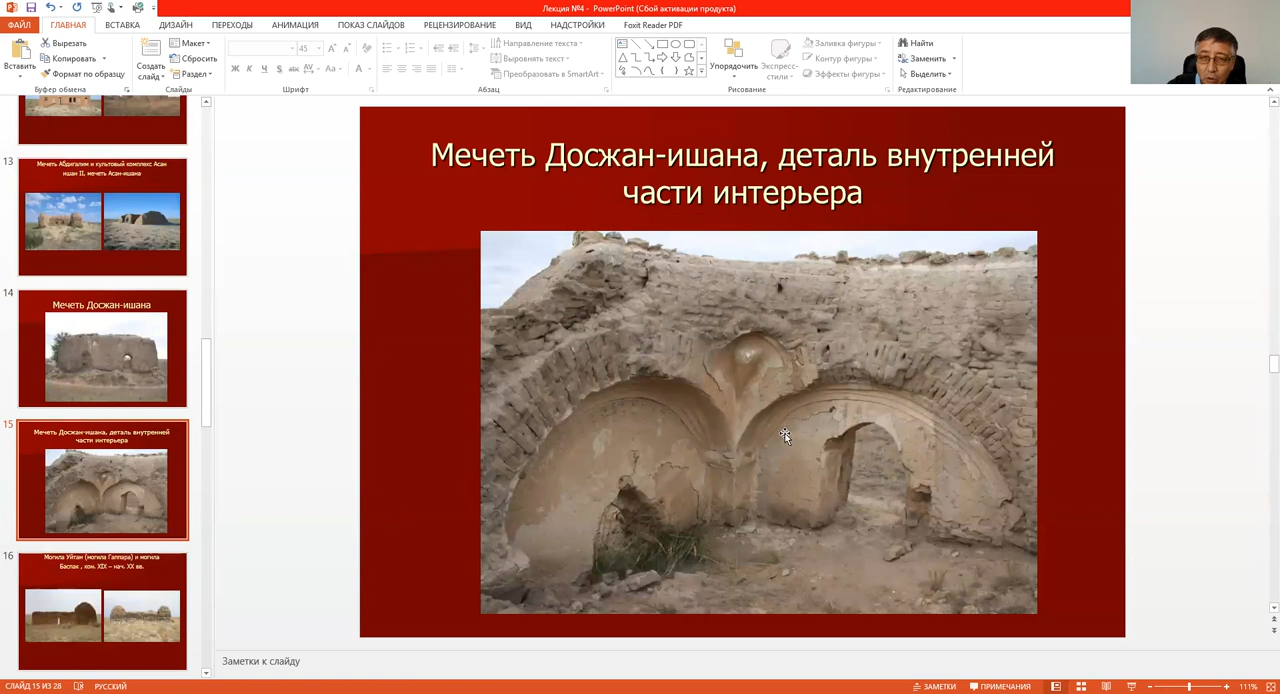 Лекция №4 - PowerPoint (Сбой активации продукта)
ФАЙЛ ГЛАВНАЯ ВСТАВКА ДИЗАЙН ПЕРЕХОДЫ АНИМАЦИЯ ПОКАЗ СЛАЙДОВ РЕЦЕНЗИРОВАНИЕ ВИД НАДСТРОЙКИ Foxit Reader PDF
Вставить
Вырезать
Копировать
Формат по образцу
Буфер обмена
Создать
слайд
Макет
Сбросить
Раздел
Слайды
45
Ж К Ч S abc AV Aa A
Шрифт
Направление текста
Выровнять текст
Преобразовать в SmartArt
Абзац
Упорядочить
Экспресс-
стили
Заливка фигуры
Контур фигуры
Эффекты фигуры
Рисование
Найти
Заменить
Выделить
Редактирование
13
Мечеть Абдигалим и культовый комплекс Асан
ишан II, мечеть Асан-ишана
14
Мечеть Досжан-ишана
15
Мечеть Досжан-ишана, деталь внутренней
части интерьера
16
Могила Уйтам (могила Гаппара) и могила
Баспак , кон. XIX – нач. XX вв.
Мечеть Досжан-ишана, деталь внутренней
части интерьера
Заметки к слайду
СЛАЙД 15 ИЗ 28 РУССКИЙ ЗАМЕТКИ ПРИМЕЧАНИЯ 111%